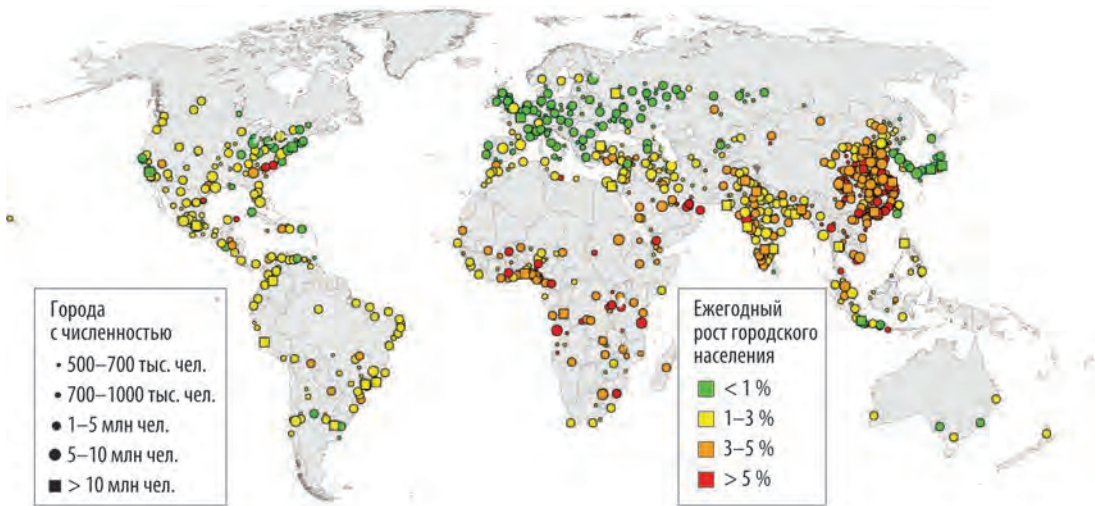 Города
с численностью
500–700 тыс. чел.
700–1000 тыс. чел.
1–5 млн чел.
5–10 млн чел.
> 10 млн чел.
Ежегодный
рост городского
населения
< 1 %
1–3 %
3–5 %
> 5 %